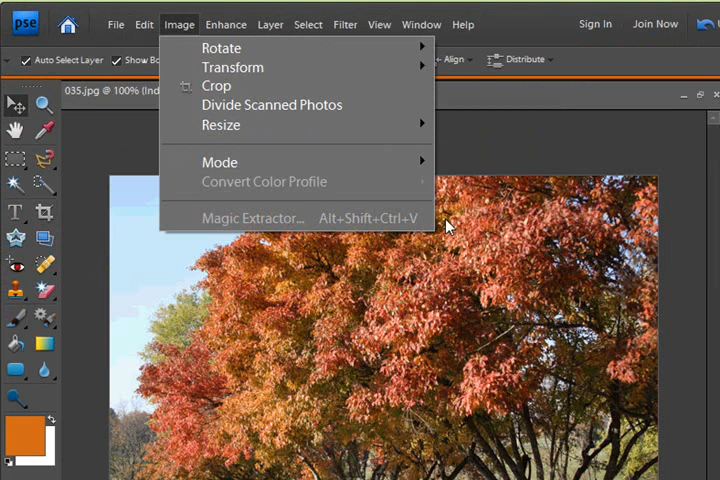 pse File Edit Image Enhance Layer Select Filter View Window Help Sign In Join Now
Auto Select Layer Show Bo Align Distribute
035.jpg @ 100% (Ind
Rotate
Transform
Crop
Divide Scanned Photos
Resize
Mode
Convert Color Profile
Magic Extractor... Alt+Shift+Ctrl+V
T